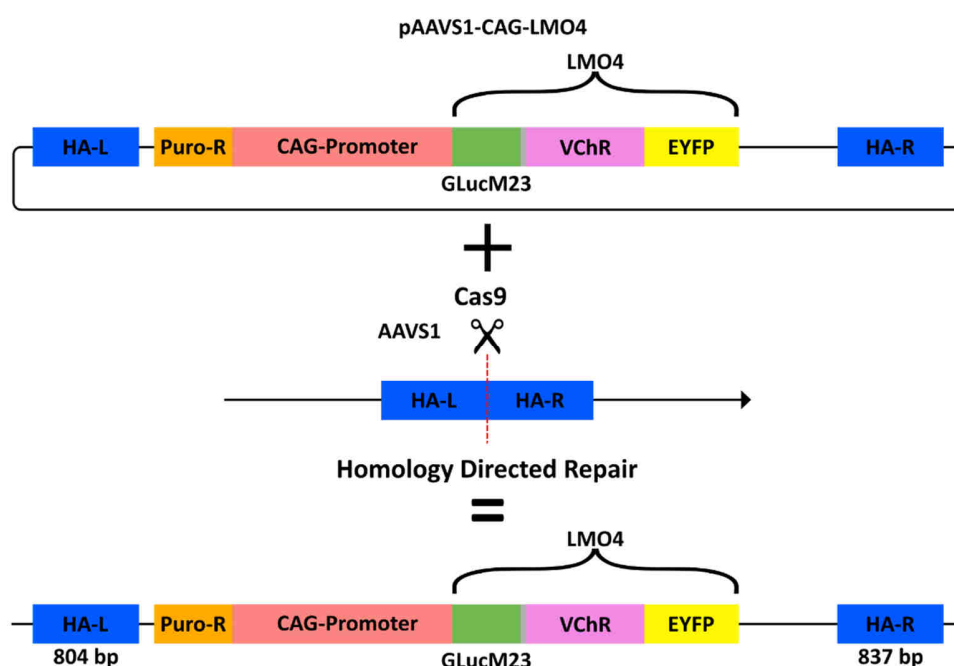 pAAVS1-CAG-LMO4
LMO4
HA-L Puro-R CAG-Promoter VChR EYFP HA-R
GLucM23
+
Cas9
AAVS1
HA-L HA-R
Homology Directed Repair
=
LMO4
HA-L Puro-R CAG-Promoter VChR EYFP HA-R
804 bp GLucM23 837 bp